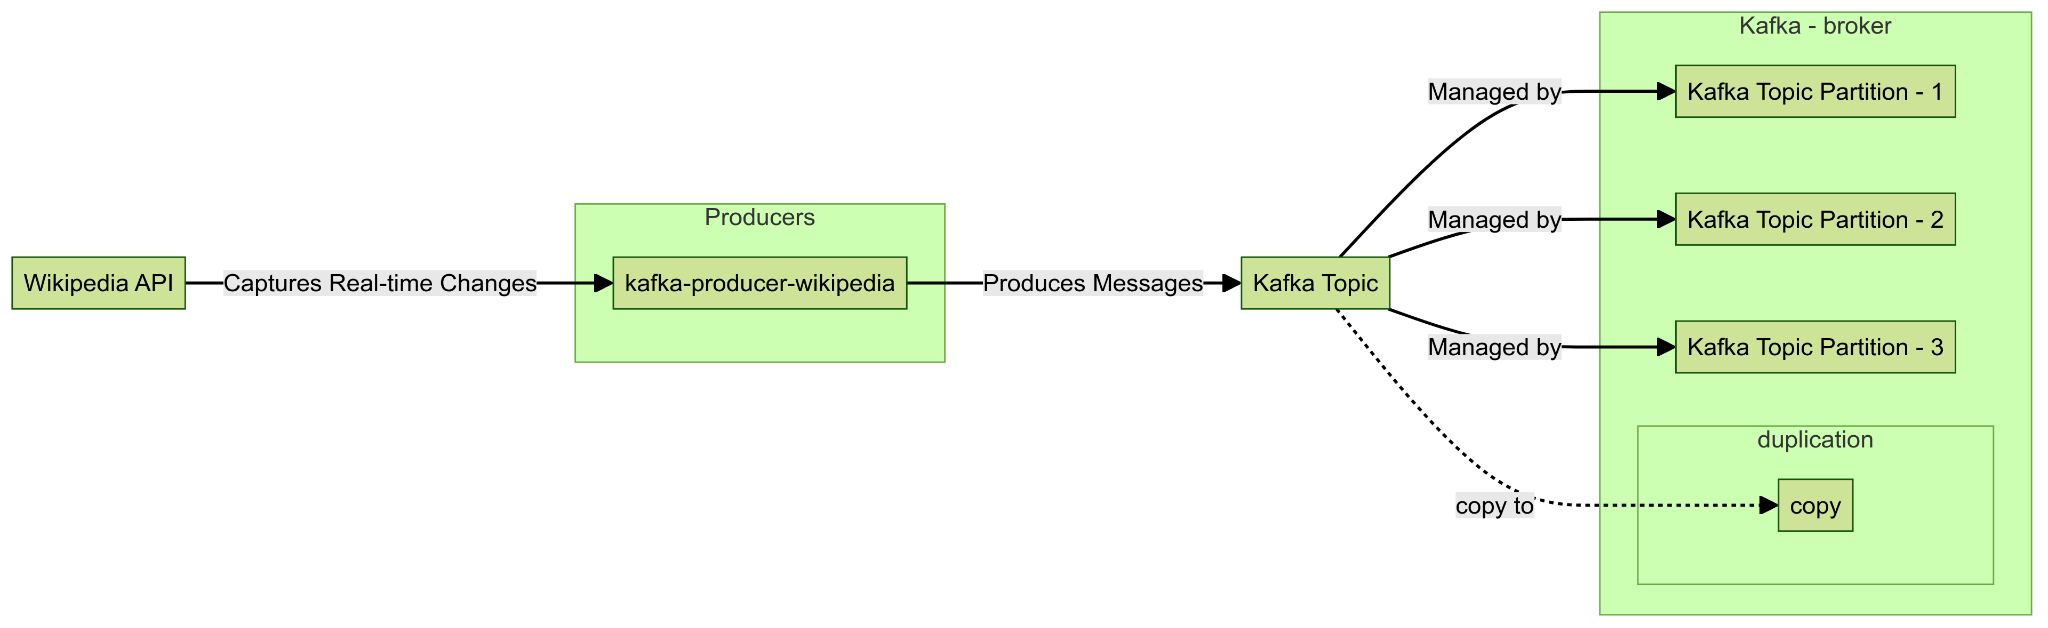 Wikipedia API
Captures Real-time Changes
Producers
kafka-producer-wikipedia
Produces Messages
Kafka Topic
Managed by
Managed by
Managed by
copy to
Kafka - broker
Kafka Topic Partition - 1
Kafka Topic Partition - 2
Kafka Topic Partition - 3
duplication
copy